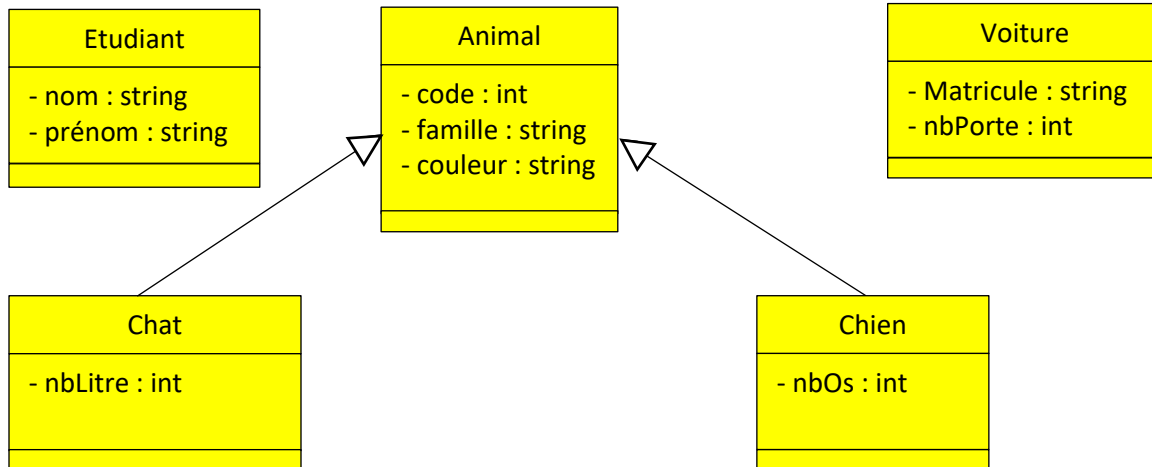 Etudiant
- nom : string
- prénom : string
Animal
- code : int
- famille : string
- couleur : string
Voiture
- Matricule : string
- nbPorte : int
Chat
- nbLitre : int
Chien
- nbOs : int